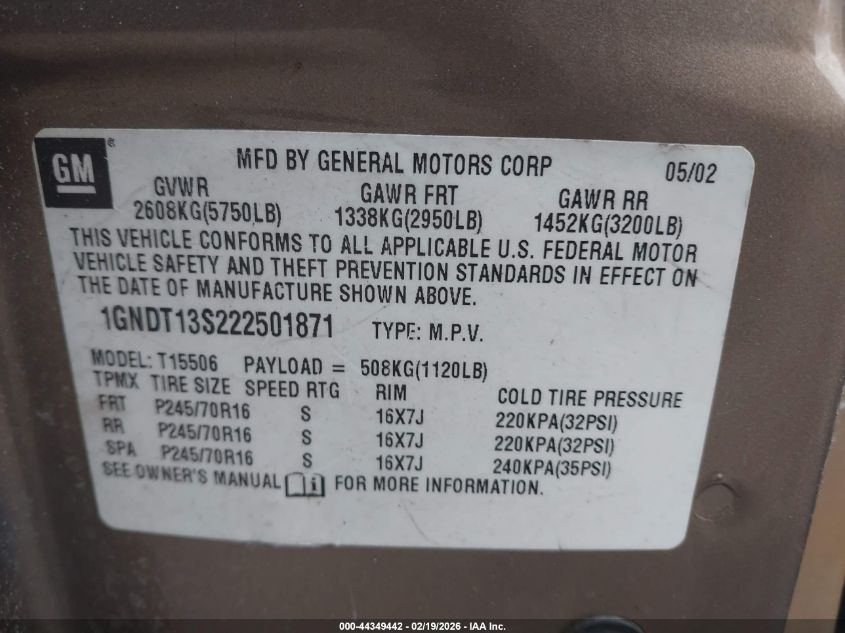 GM ®
MFD BY GENERAL MOTORS CORP 05/02
GVWR GAWR FRT GAWR RR
2608KG(5750LB) 1338KG(2950LB) 1452KG(3200LB)
THIS VEHICLE CONFORMS TO ALL APPLICABLE U.S. FEDERAL MOTOR
VEHICLE SAFETY AND THEFT PREVENTION STANDARDS IN EFFECT ON
THE DATE OF MANUFACTURE SHOWN ABOVE.
1GNDT13S222501871 TYPE: M.P.V.
MODEL: T15506 PAYLOAD = 508KG(1120LB)
TPMX TIRE SIZE SPEED RTG RIM COLD TIRE PRESSURE
FRT P245/70R16 S 16X7J 220KPA(32PSI)
RR P245/70R16 S 16X7J 220KPA(32PSI)
SPA P245/70R16 S 16X7J 240KPA(35PSI)
SEE OWNER'S MANUAL i FOR MORE INFORMATION.
000-44349442 - 02/19/2026 - IAA Inc.